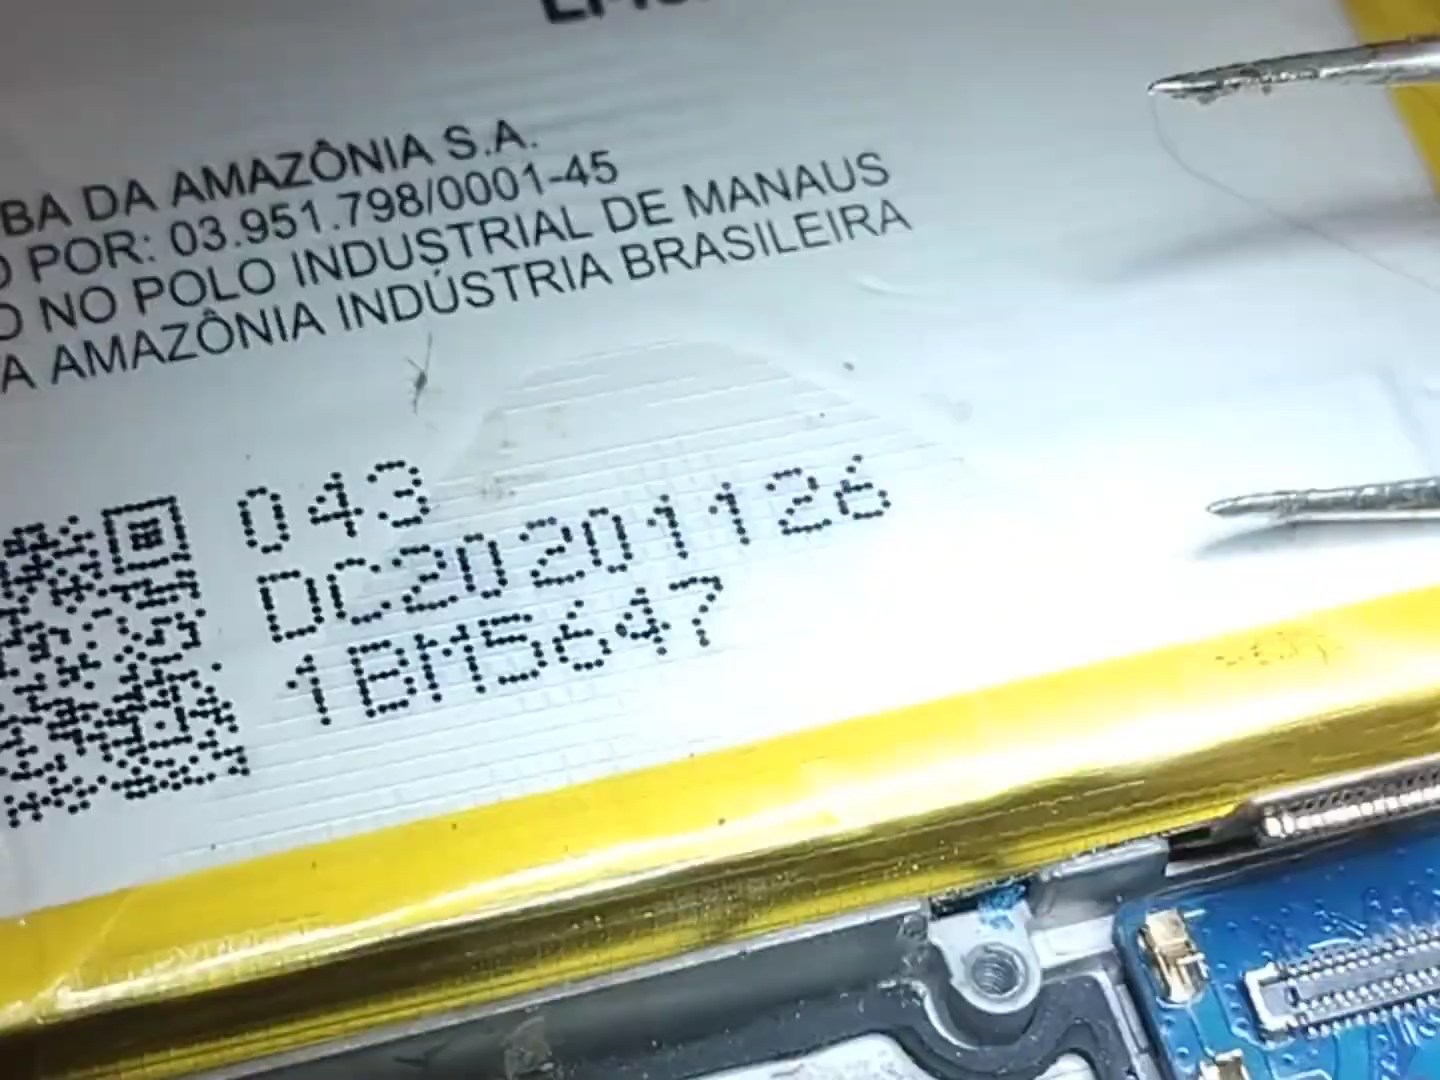 BA DA AMAZÔNIA S.A.
O POR: 03.951.798/0001-45
O NO POLO INDUSTRIAL DE MANAUS
A AMAZÔNIA INDÚSTRIA BRASILEIRA
043
DC20201126
1BM5647